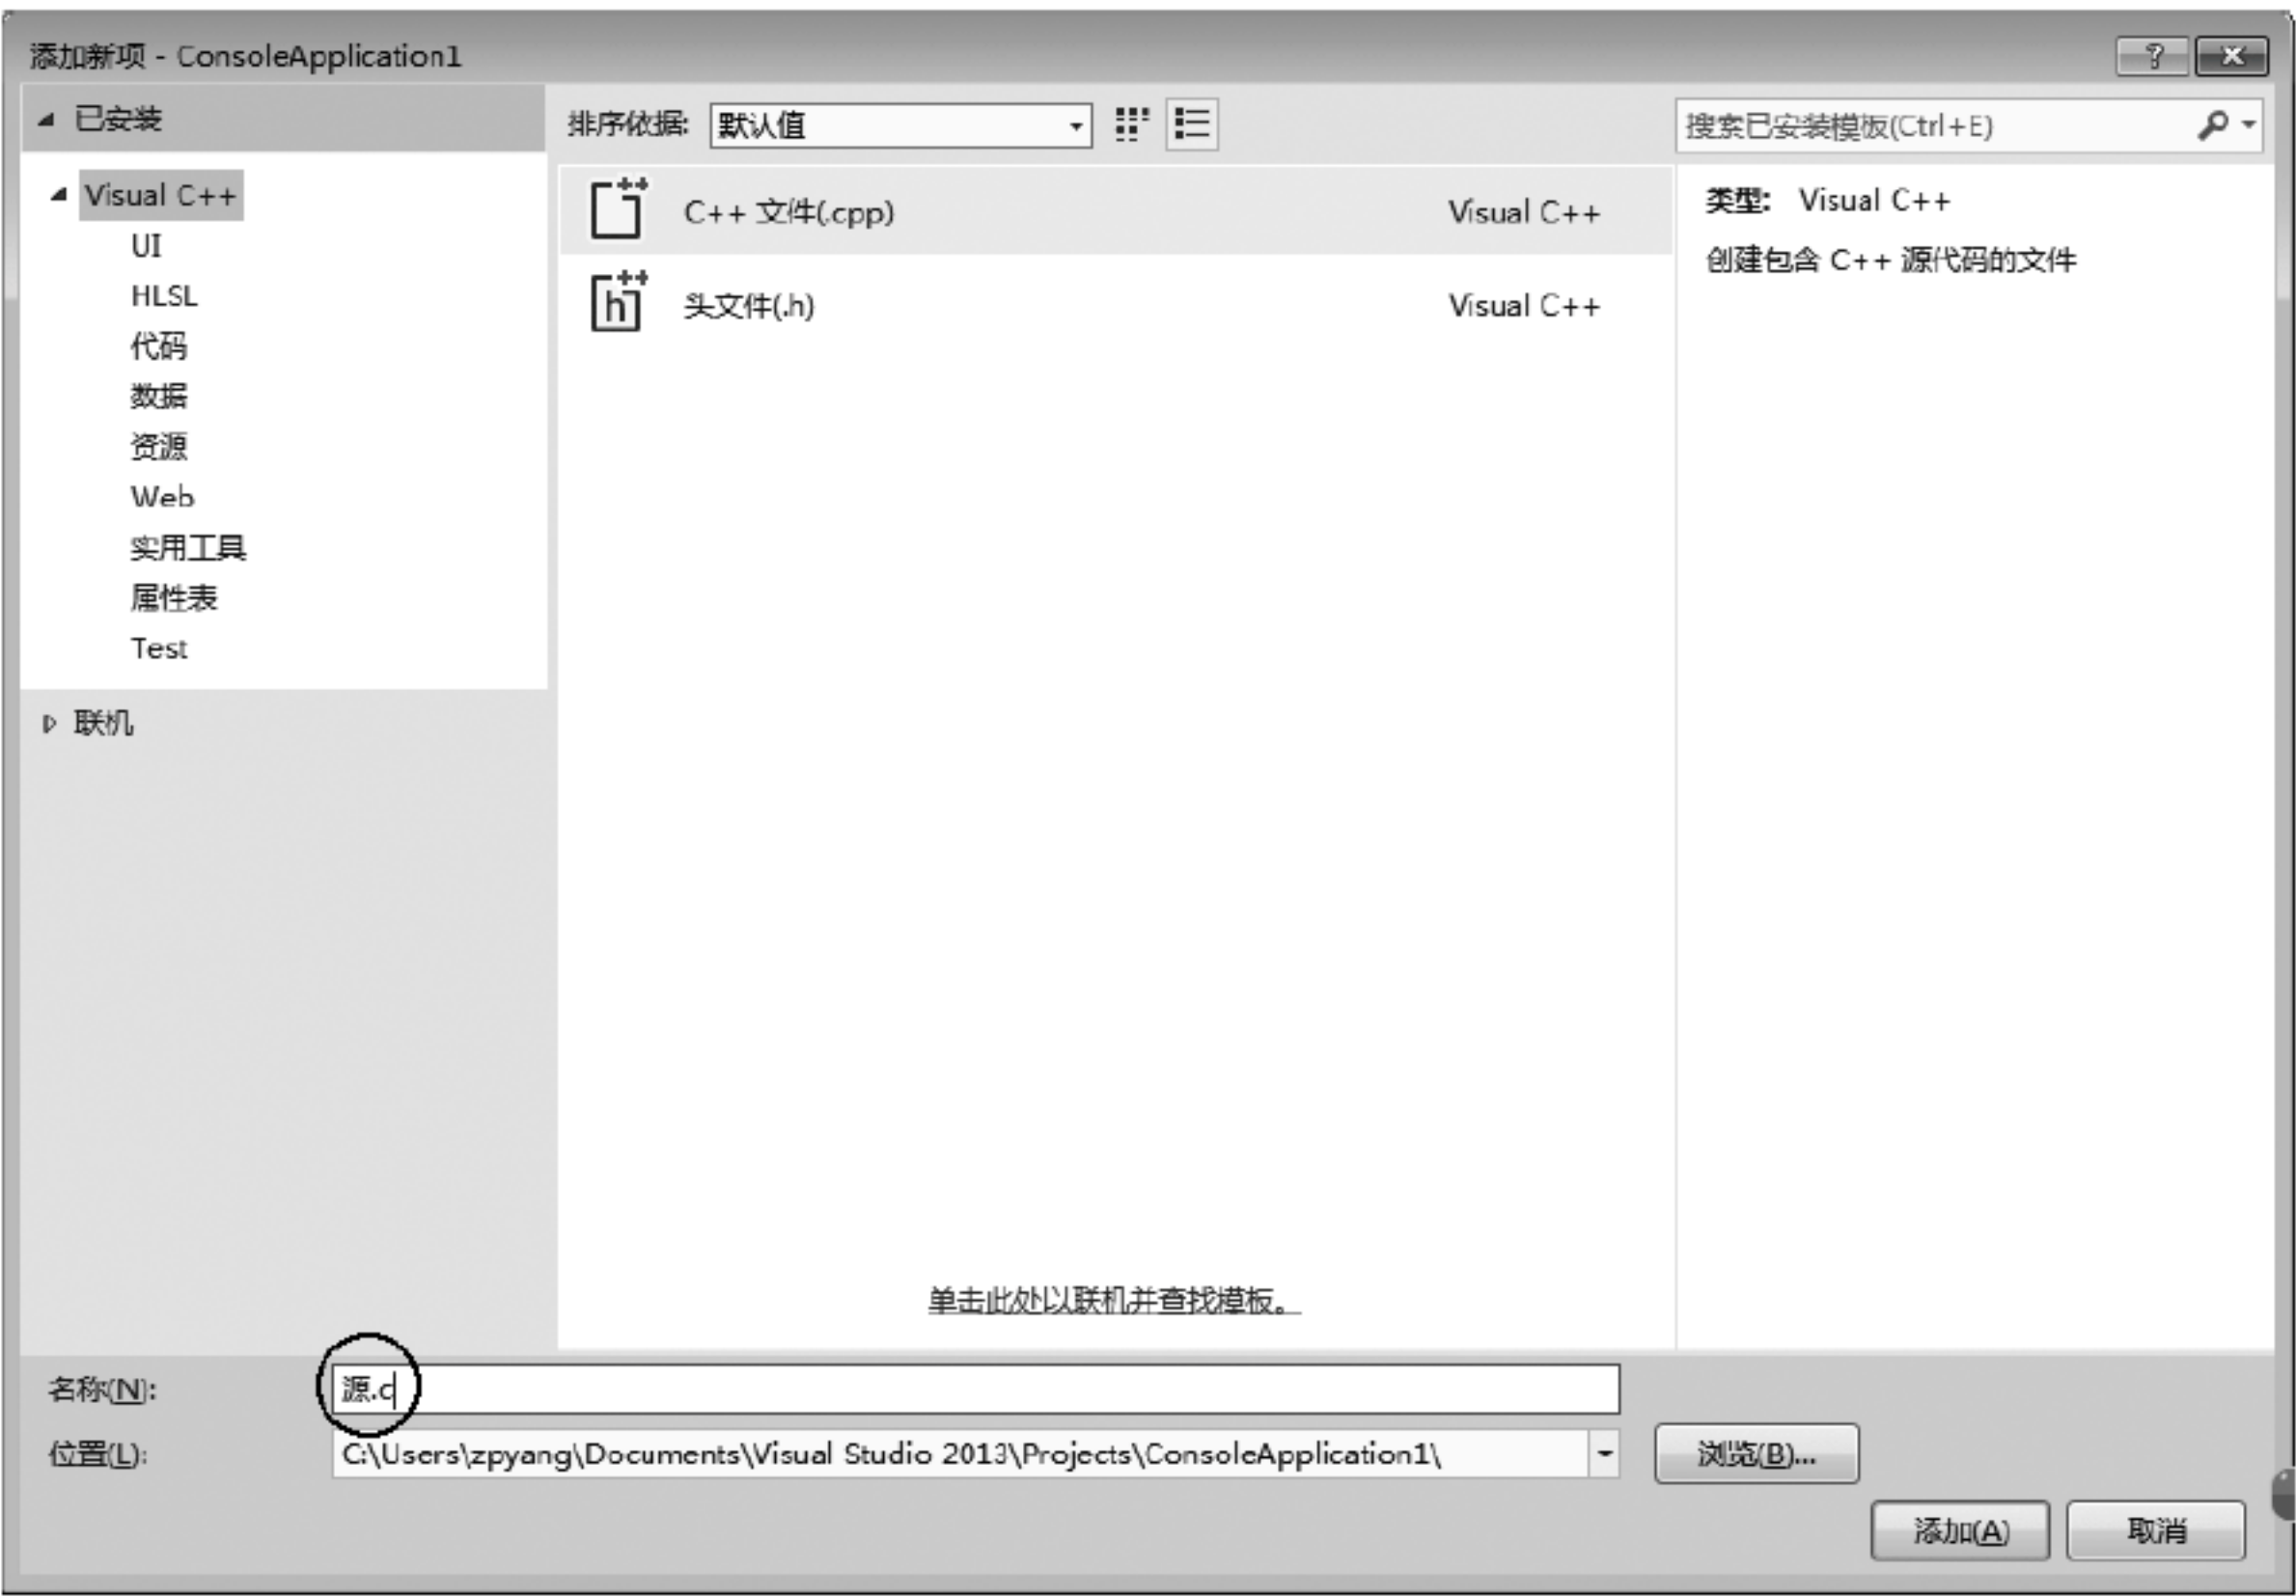 添加新项 - ConsoleApplication1
已安装
排序依据: 默认值
搜索已安装模板(Ctrl+E)
Visual C++
UI
HLSL
代码
数据
资源
Web
实用工具
属性表
Test
联机
C++ 文件(.cpp) Visual C++
头文件(.h) Visual C++
类型: Visual C++
创建包含 C++ 源代码的文件
单击此处以联机并查找模板。
名称(N): 源.c
位置(L): C:\Users\zpyang\Documents\Visual Studio 2013\Projects\ConsoleApplication1\
浏览(B)...
添加(A) 取消